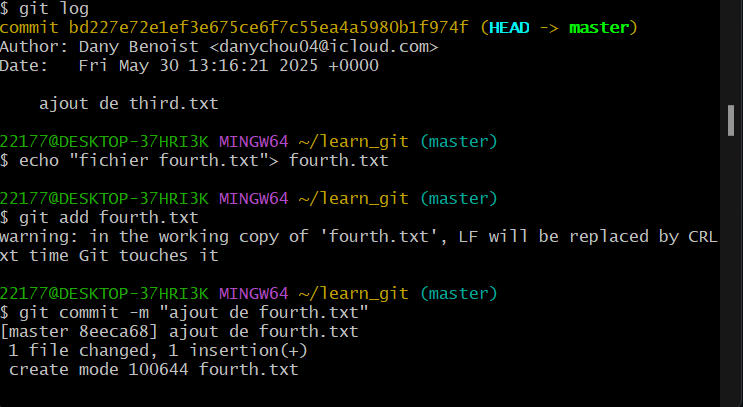 $ git log
commit bd227e72e1ef3e675ce6f7c55ea4a5980b1f974f (HEAD -> master)
Author: Dany Benoist <danychou04@icloud.com>
Date:   Fri May 30 13:16:21 2025 +0000
    ajout de third.txt
22177@DESKTOP-37HRI3K MINGW64 ~/learn_git (master)
$ echo "fichier fourth.txt"> fourth.txt
22177@DESKTOP-37HRI3K MINGW64 ~/learn_git (master)
$ git add fourth.txt
warning: in the working copy of 'fourth.txt', LF will be replaced by CRL
xt time Git touches it
22177@DESKTOP-37HRI3K MINGW64 ~/learn_git (master)
$ git commit -m "ajout de fourth.txt"
[master 8eeca68] ajout de fourth.txt
 1 file changed, 1 insertion(+)
 create mode 100644 fourth.txt